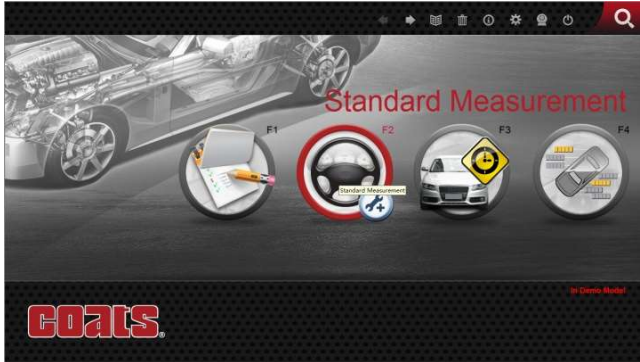 Standard Measurement
F1
F2
F3
F4
Standard Measurement
In Demo Mode!
COATS.